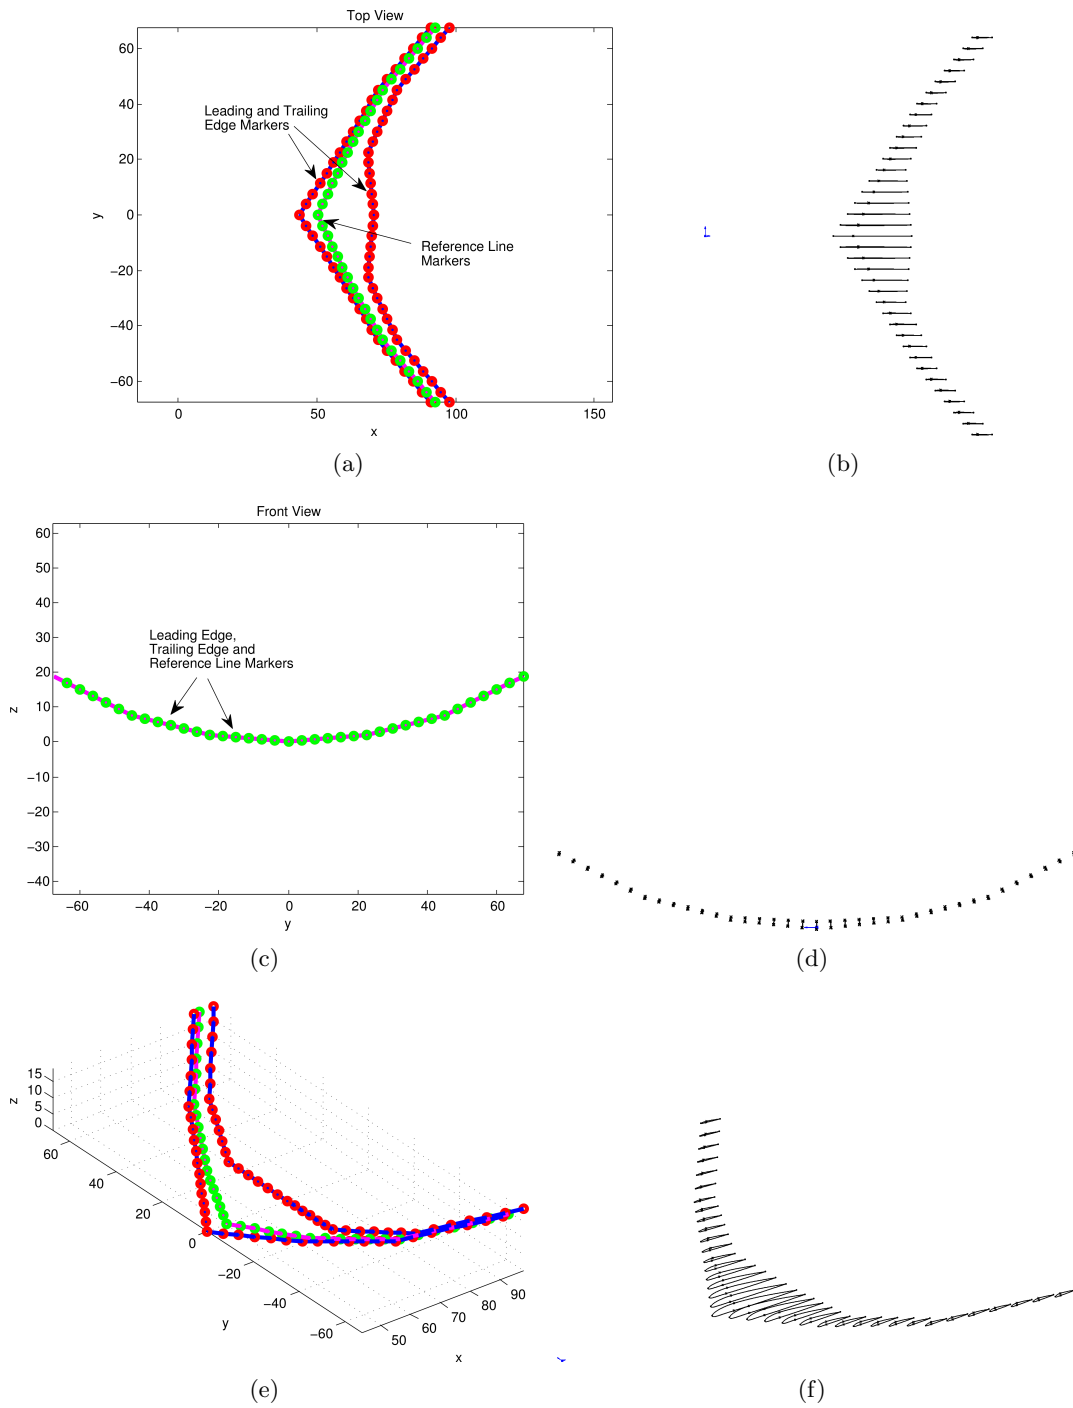 Top View
60
40
20
0
−20
−40
−60
y
0
50
100
150
x
Leading and Trailing
Edge Markers
Reference Line
Markers
(a)
(b)
Front View
60
50
40
30
20
10
0
−10
−20
−30
−40
z
−60
−40
−20
0
20
40
60
y
Leading Edge,
Trailing Edge and
Reference Line Markers
(c)
(d)
15
10
5
0
z
60
40
20
0
−20
−40
−60
y
50
60
70
80
90
x
(e)
(f)